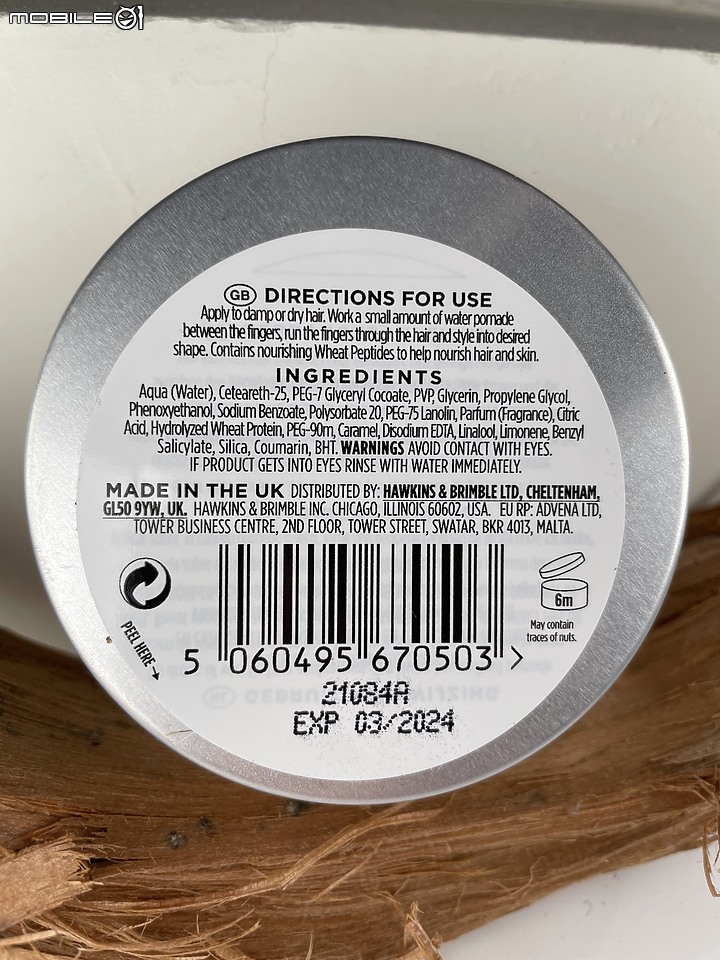 MOBILE01
GB DIRECTIONS FOR USE
Apply to damp or dry hair. Work a small amount of water pomade
between the fingers, run the fingers through the hair and style into desired
shape. Contains nourishing Wheat Peptides to help nourish hair and skin.
INGREDIENTS
Aqua (Water), Ceteareth-25, PEG-7 Glyceryl Cocoate, PVP, Glycerin, Propylene Glycol,
Phenoxyethanol, Sodium Benzoate, Polysorbate 20, PEG-75 Lanolin, Parfum (Fragrance), Citric
Acid, Hydrolyzed Wheat Protein, PEG-90m, Caramel, Disodium EDTA, Linalool, Limonene, Benzyl
Salicylate, Silica, Coumarin, BHT. WARNINGS AVOID CONTACT WITH EYES.
IF PRODUCT GETS INTO EYES RINSE WITH WATER IMMEDIATELY.
MADE IN THE UK DISTRIBUTED BY: HAWKINS & BRIMBLE LTD, CHELTENHAM,
GL50 9YW, UK. HAWKINS & BRIMBLE INC. CHICAGO, ILLINOIS 60602, USA. EU RP: ADVENA LTD,
TOWER BUSINESS CENTRE, 2ND FLOOR, TOWER STREET, SWATAR, BKR 4013, MALTA.
6m
May contain
traces of nuts.
PEEL HERE→
5 060495 670503 >
21084A
EXP 03/2024